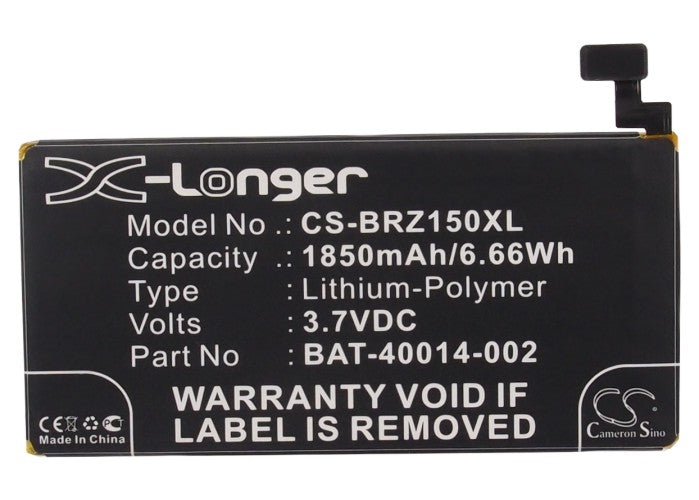 X-Longer
Model No .: CS-BRZ150XL
Capacity .: 1850mAh/6.66Wh
Type : Lithium-Polymer
Volts : 3.7VDC
Part No : BAT-40014-002
WARRANTY VOID IF
LABEL IS REMOVED
Made In China
CS
Cameron Sino